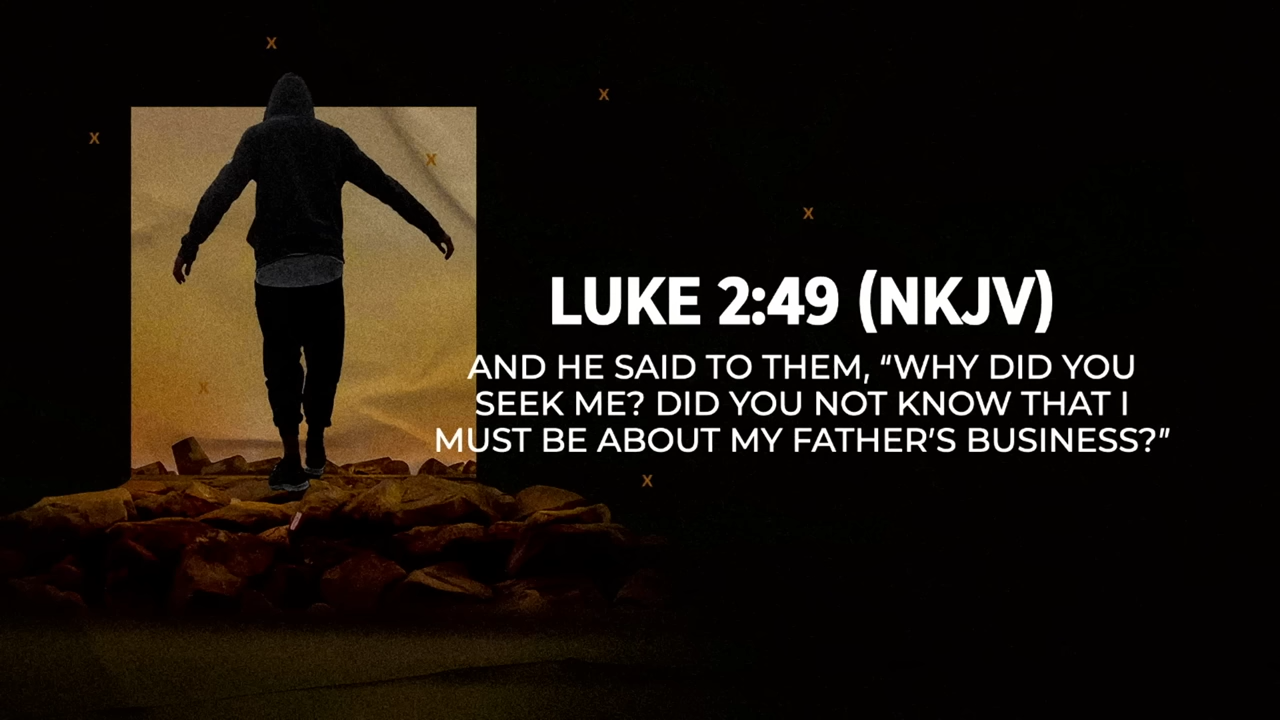 LUKE 2:49 (NKJV)
AND HE SAID TO THEM, “WHY DID YOU
SEEK ME? DID YOU NOT KNOW THAT I
MUST BE ABOUT MY FATHER’S BUSINESS?”